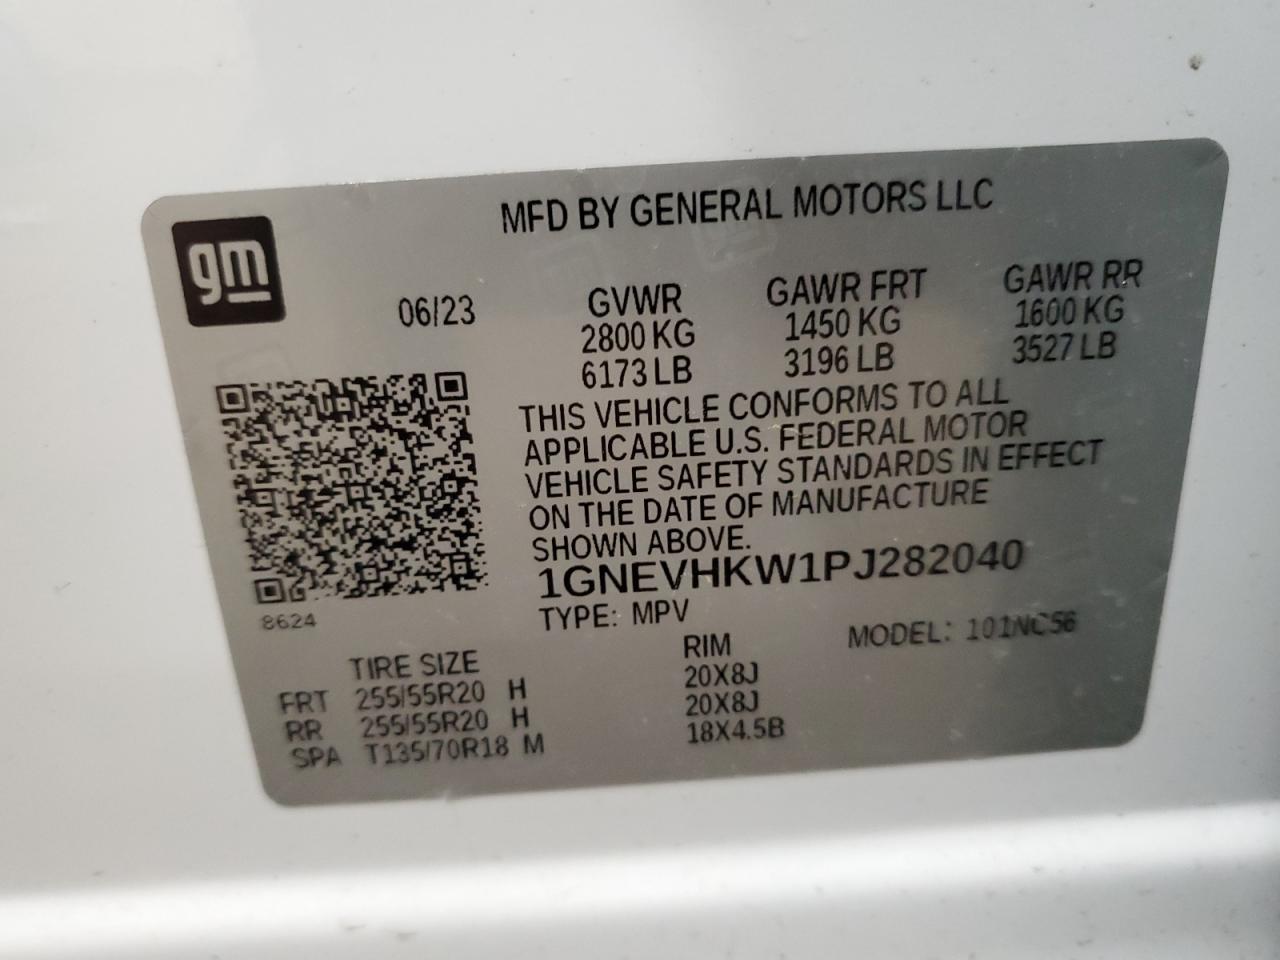 MFD BY GENERAL MOTORS LLC
gm
06/23
GVWR GAWR FRT GAWR RR
2800 KG 1450 KG 1600 KG
6173 LB 3196 LB 3527 LB
THIS VEHICLE CONFORMS TO ALL
APPLICABLE U.S. FEDERAL MOTOR
VEHICLE SAFETY STANDARDS IN EFFECT
ON THE DATE OF MANUFACTURE
SHOWN ABOVE.
1GNEVHKW1PJ282040
8624
TYPE: MPV
MODEL: 101NC56
TIRE SIZE RIM
FRT 255/55R20 H 20X8J
RR 255/55R20 H 20X8J
SPA T135/70R18 M 18X4.5B